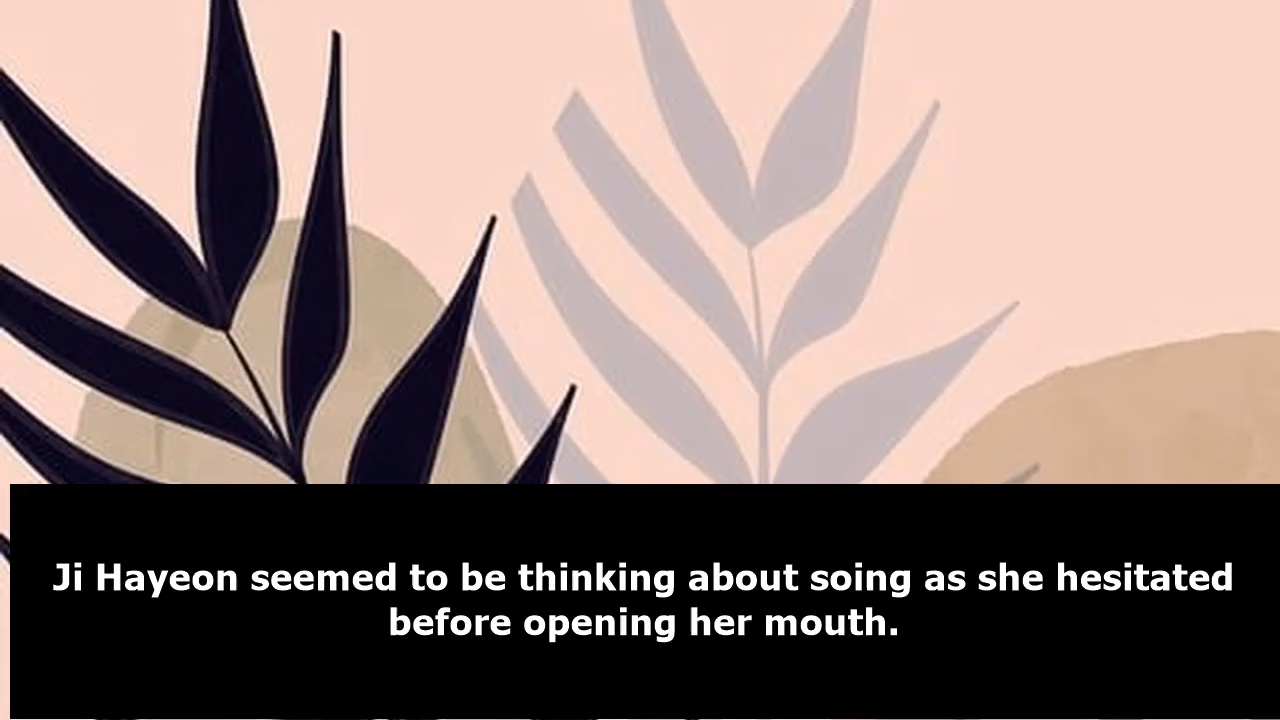 Ji Hayeon seemed to be thinking about soing as she hesitated
before opening her mouth.